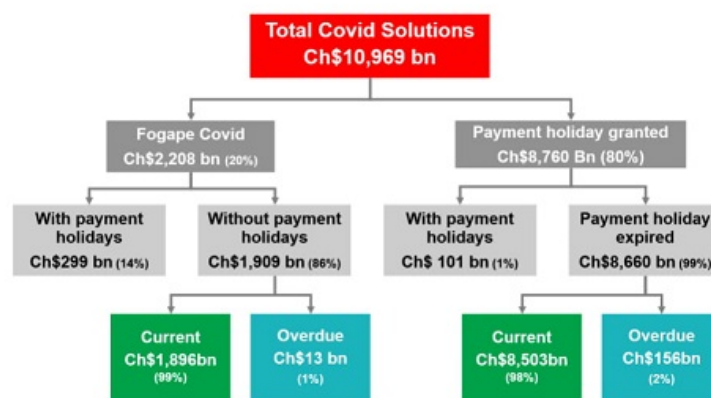 Total Covid Solutions
Ch$10,969 bn
Fogape Covid
Ch$2,208 bn (20%)
Payment holiday granted
Ch$8,760 Bn (80%)
With payment
holidays
Ch$299 bn (14%)
Without payment
holidays
Ch$1,909 bn (86%)
With payment
holidays
Ch$ 101 bn (1%)
Payment holiday
expired
Ch$8,660 bn (99%)
Current
Ch$1,896bn
(99%)
Overdue
Ch$13 bn
(1%)
Current
Ch$8,503bn
(98%)
Overdue
Ch$156bn
(2%)